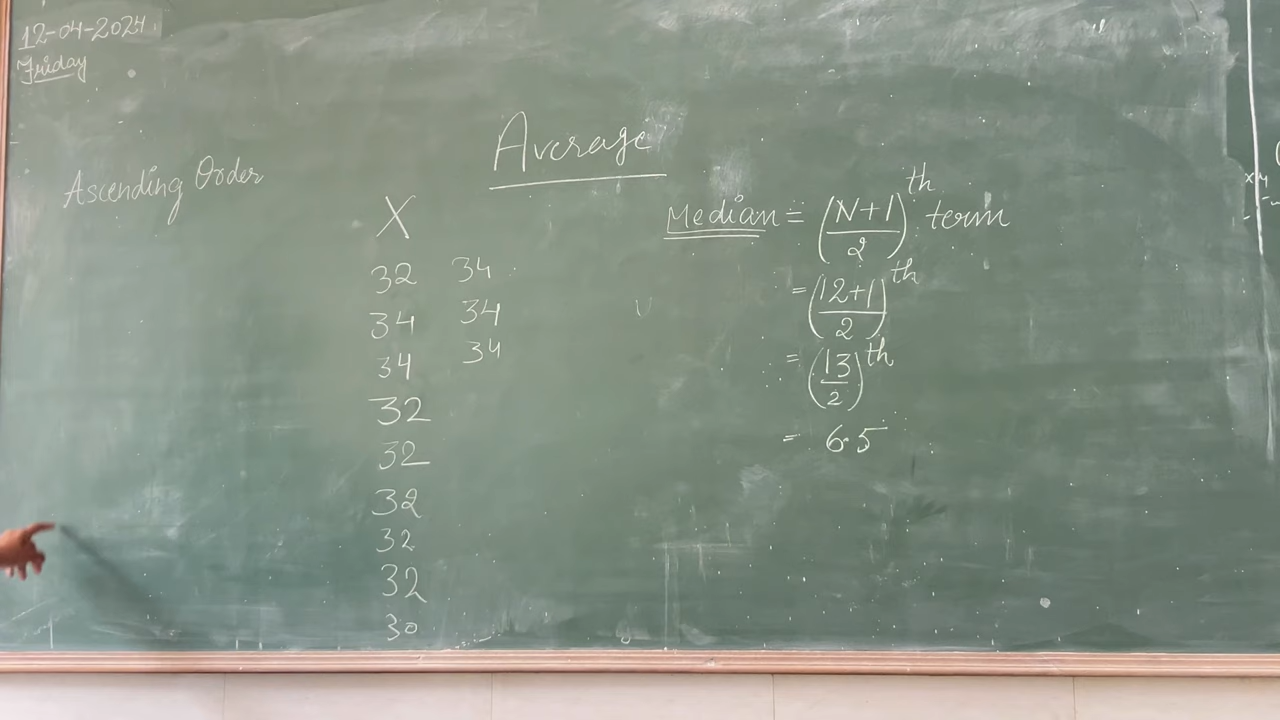 12-04-2024.
Friday
Average
Ascending Order
X
32 34
34 34
34 34
32
32
32
32
32
30
Median = (N+1/2)th term
= (12+1/2)th
= (13/2)th
= 6.5